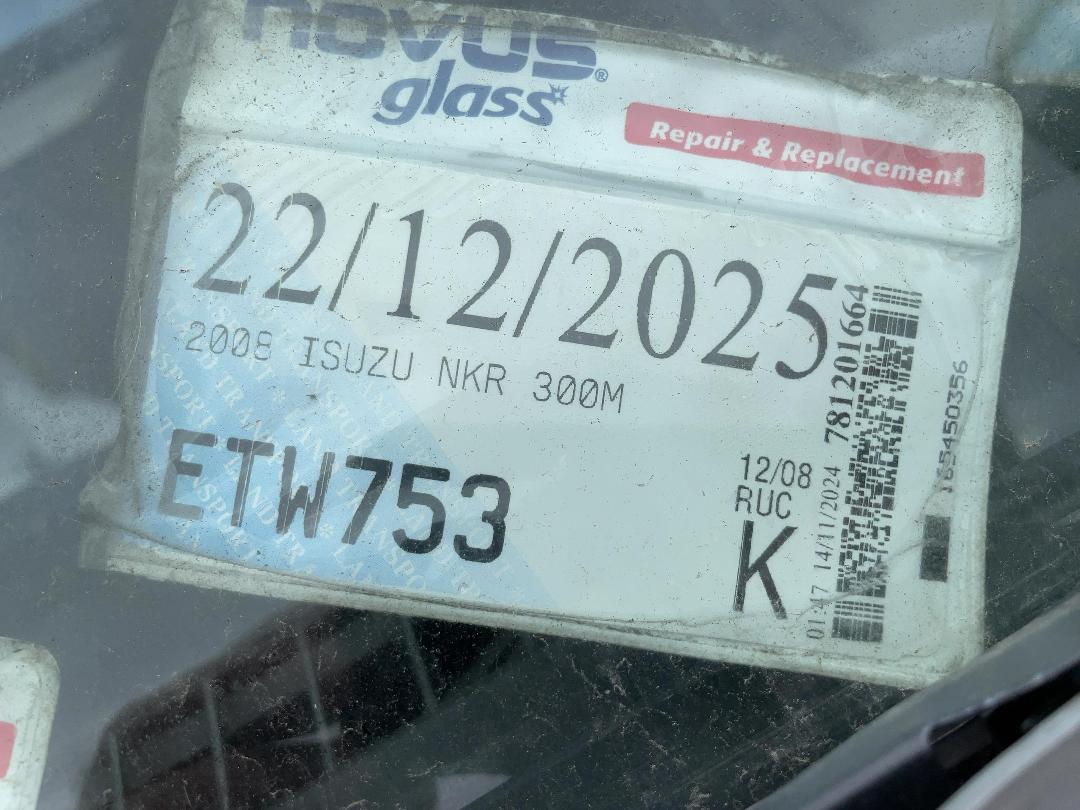 novus®
glass
Repair & Replacement
22/12/2025
2008 ISUZU NKR 300M
ETW753
12/08
RUC
K
01:47 14/11/2024 781201664
165450356